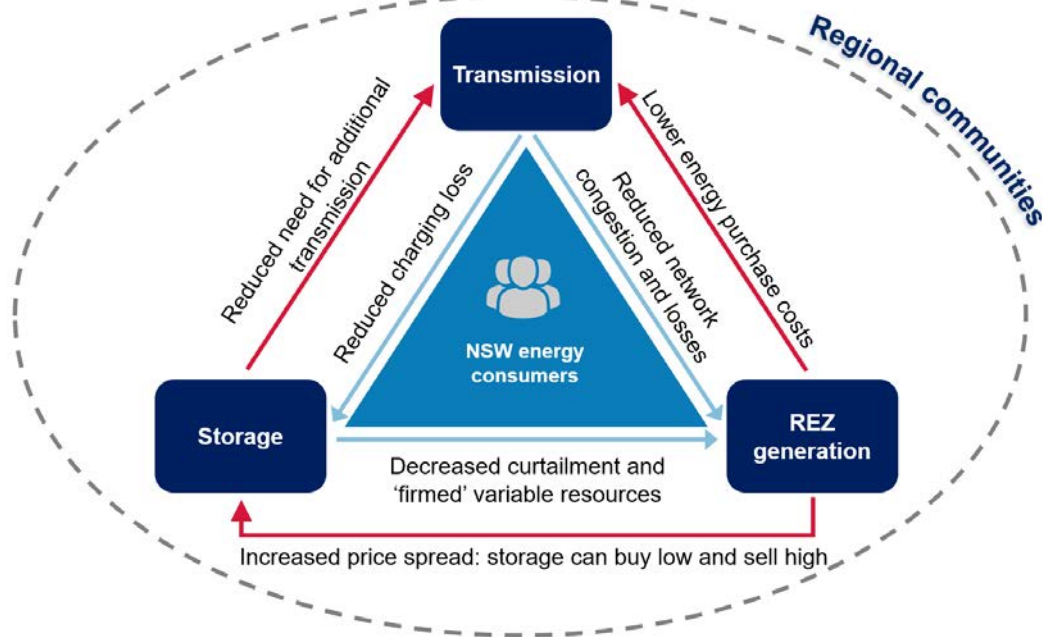 Regional communities
Transmission
Reduced need for additional
transmission
Reduced charging loss
Reduced network
congestion and losses
Lower energy purchase costs
NSW energy
consumers
Storage
REZ
generation
Decreased curtailment and
‘firmed’ variable resources
Increased price spread: storage can buy low and sell high